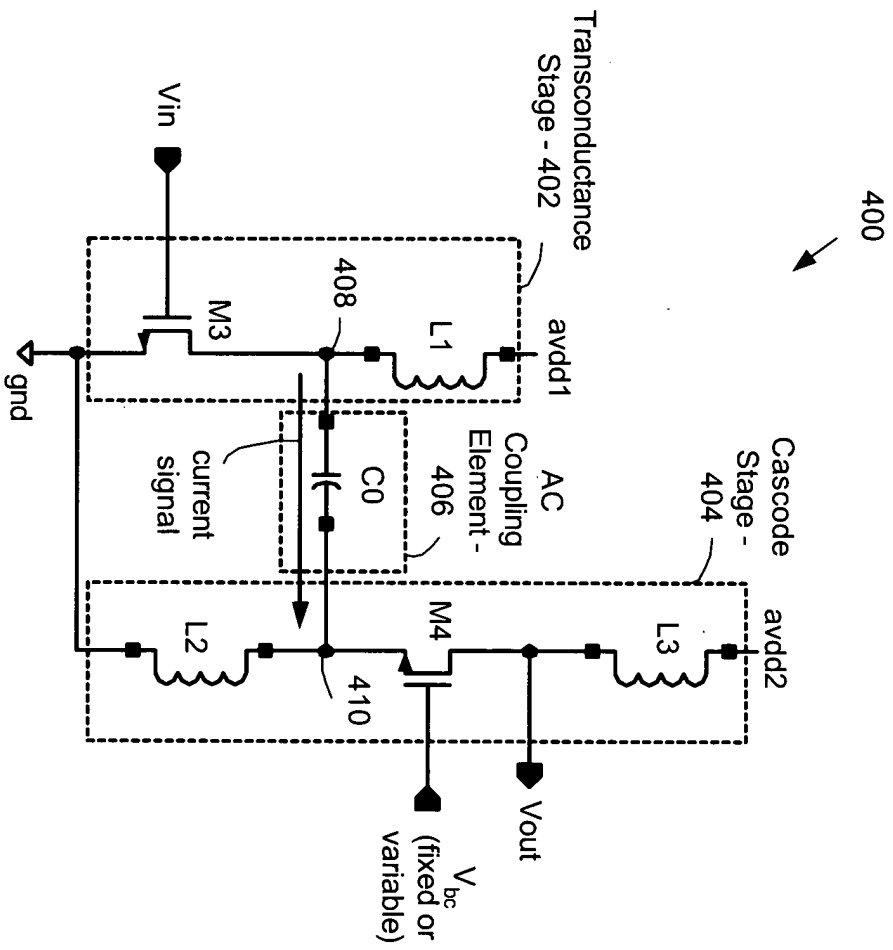 400
Transconductance
Stage - 402
avdd1
L1
408
M3
Vin
gnd
AC
Coupling
Element -
406
C0
current
signal
Cascode
Stage -
404
avdd2
L3
Vout
M4
V_bc
(fixed or
variable)
410
L2